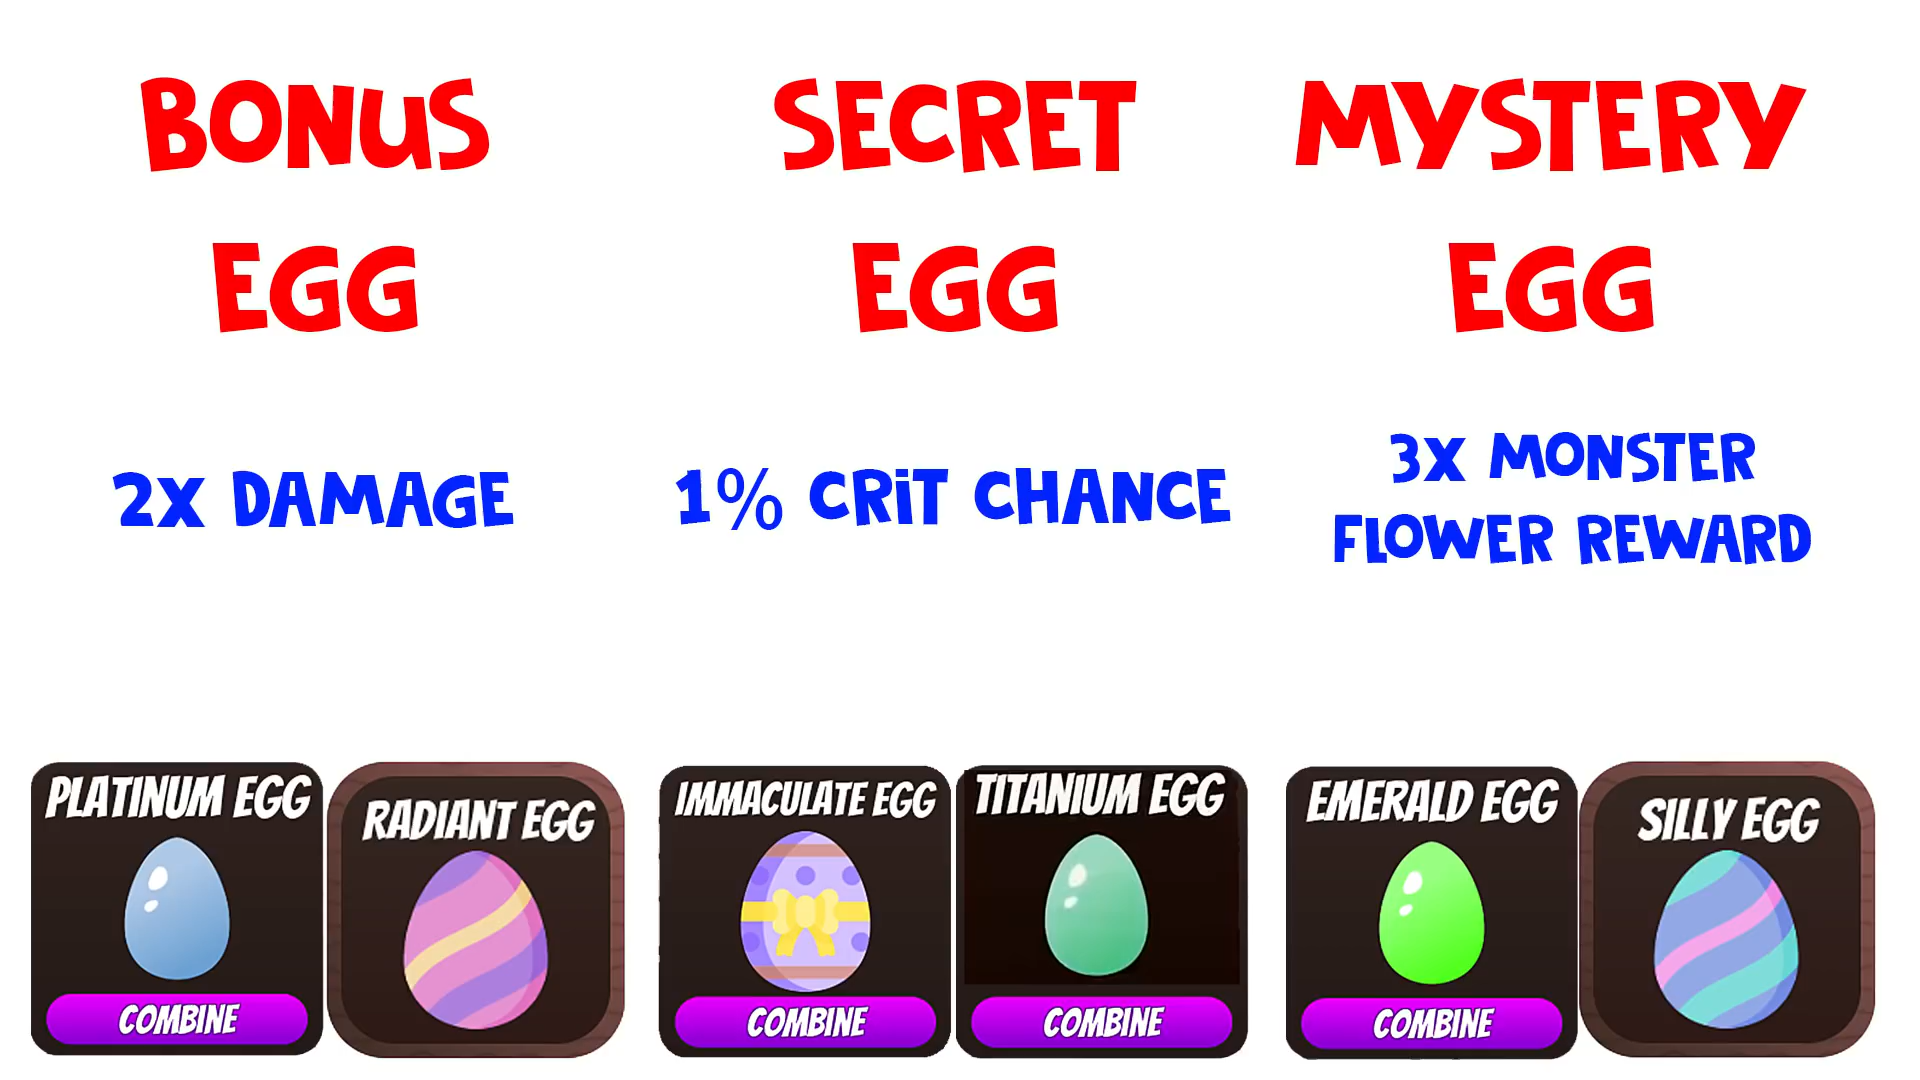 BONUS
EGG
2X DAMAGE
PLATINUM EGG
COMBINE
RADIANT EGG
SECRET
EGG
1% CRiT CHANCE
IMMACULATE EGG
COMBINE
TITANIUM EGG
COMBINE
MYSTERY
EGG
3X MONSTER
FLOWER REWARD
EMERALD EGG
COMBINE
SILLY EGG